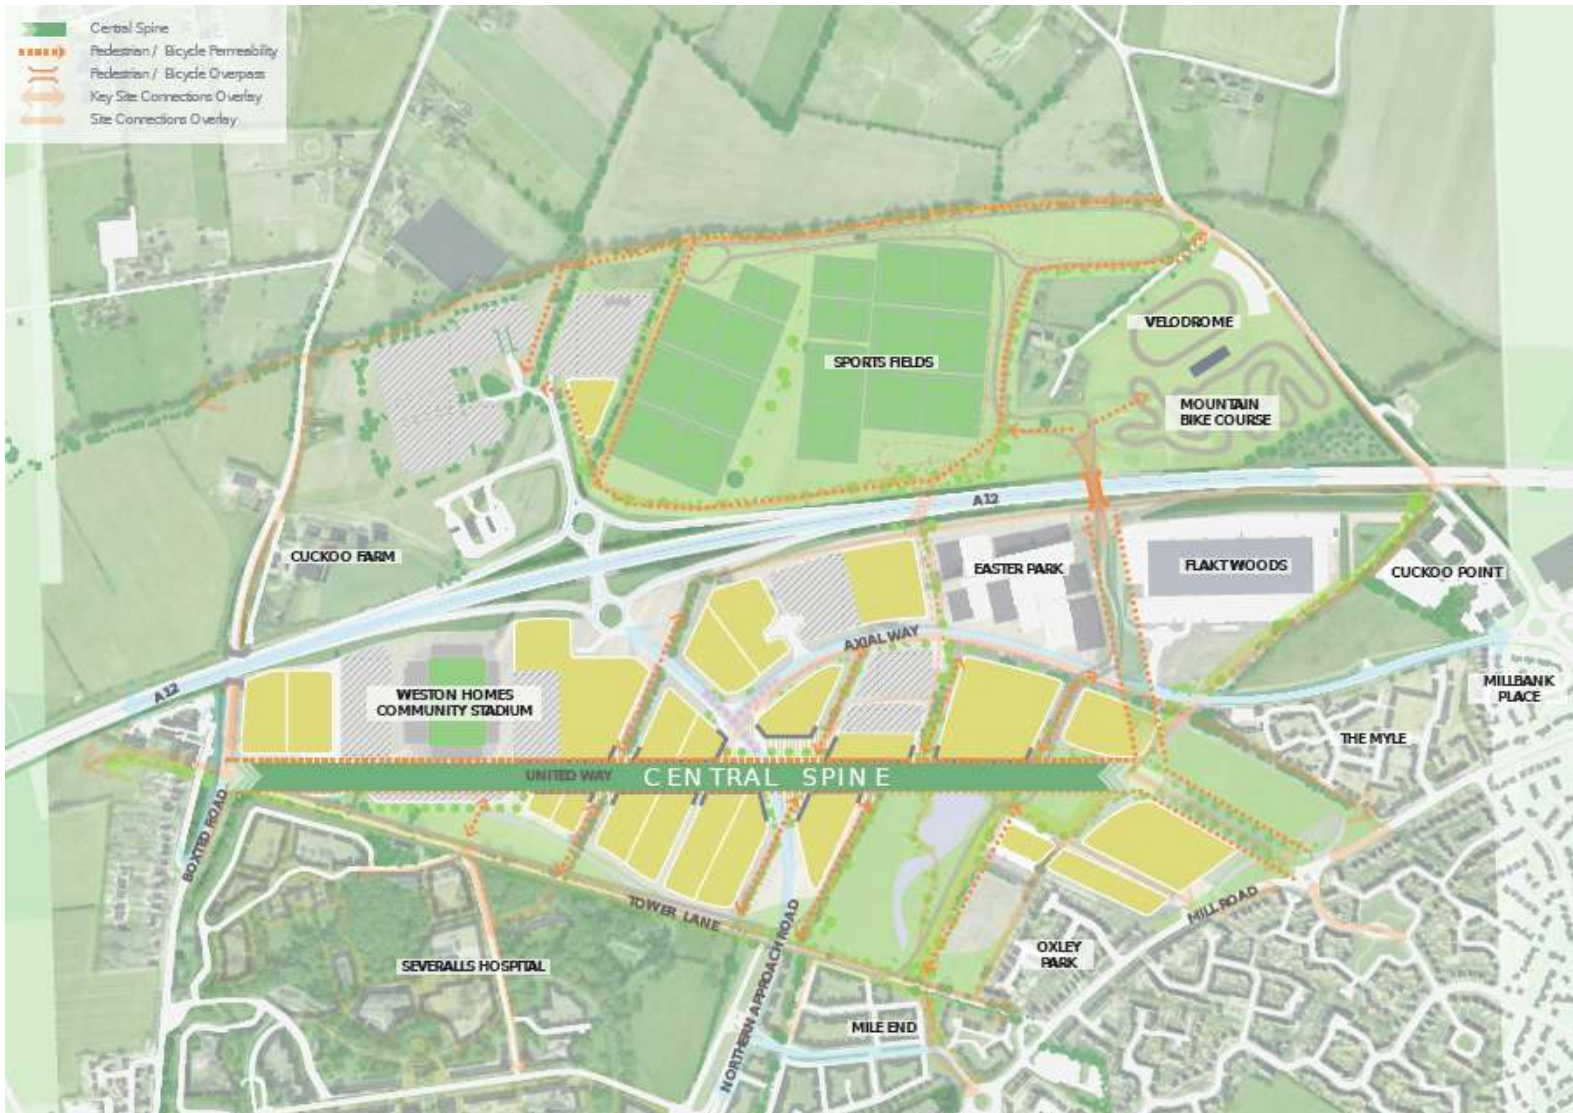 Central Spine
Pedestrian / Bicycle Permeability
Pedestrian / Bicycle Overpass
Key Site Connections Overlay
Site Connections Overlay
VELODROME
SPORTS FIELDS
MOUNTAIN
BIKE COURSE
A12
CUCKOO FARM
EASTER PARK
FLAKT WOODS
CUCKOO POINT
AXIAL WAY
A12
WESTON HOMES
COMMUNITY STADIUM
MILLBANK
PLACE
THE MYLE
UNITED WAY
CENTRAL SPINE
BOXTED ROAD
TOWER LANE
MILL ROAD
NORTHERN APPROACH ROAD
OXLEY
PARK
SEVERALLS HOSPITAL
MILE END